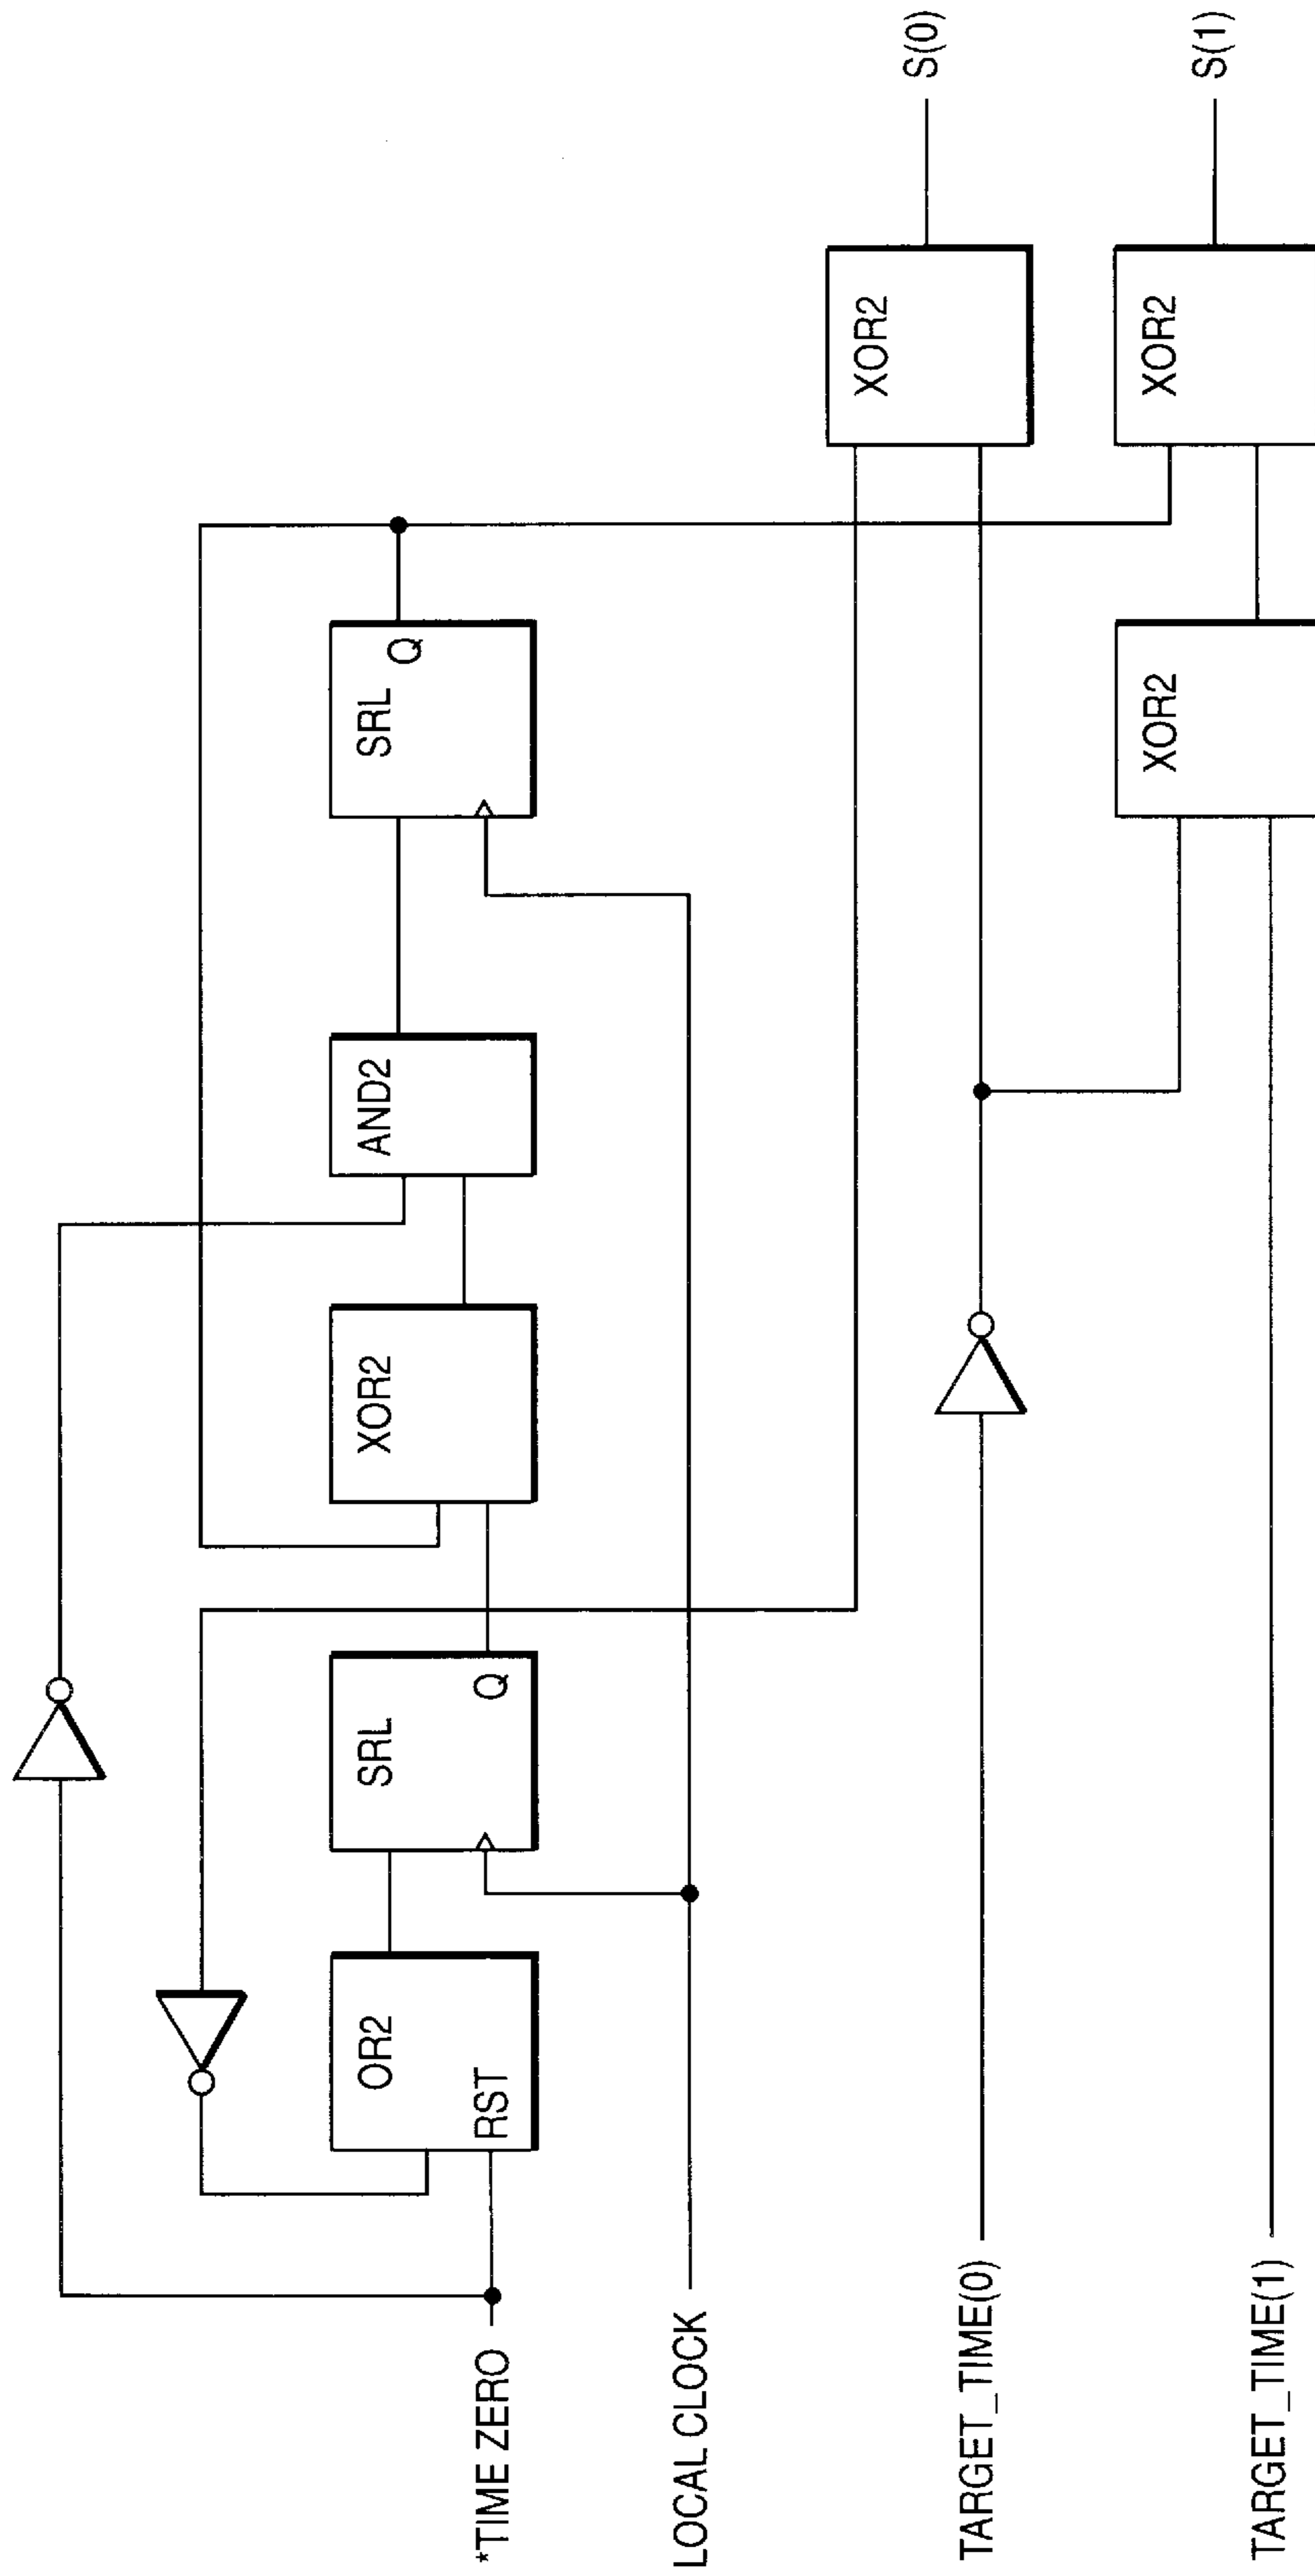 *TIME ZERO
OR2
RST
SRL
Q
XOR2
AND2
SRL
Q
LOCAL CLOCK
XOR2
S(0)
TARGET_TIME(0)
XOR2
XOR2
S(1)
TARGET_TIME(1)